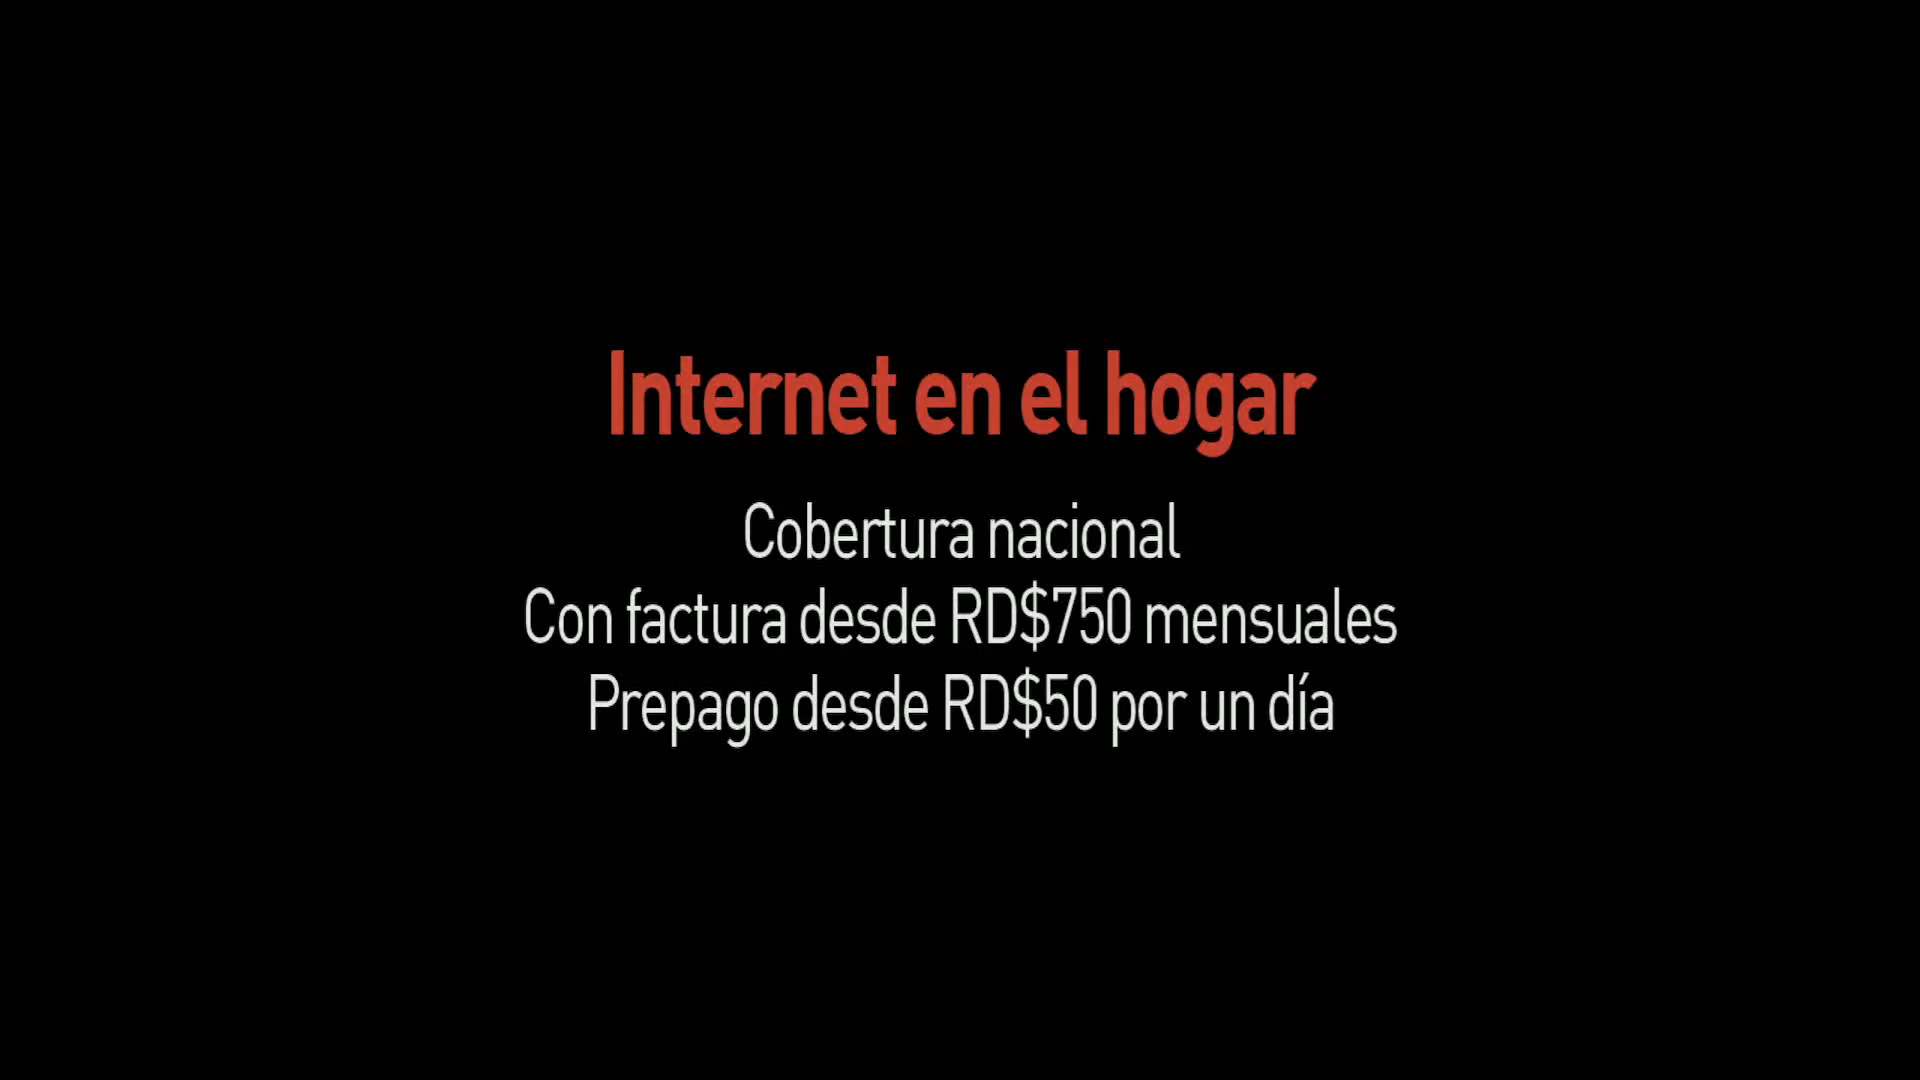 Internet en el hogar
Cobertura nacional
Con factura desde RD$750 mensuales
Prepago desde RD$50 por un día